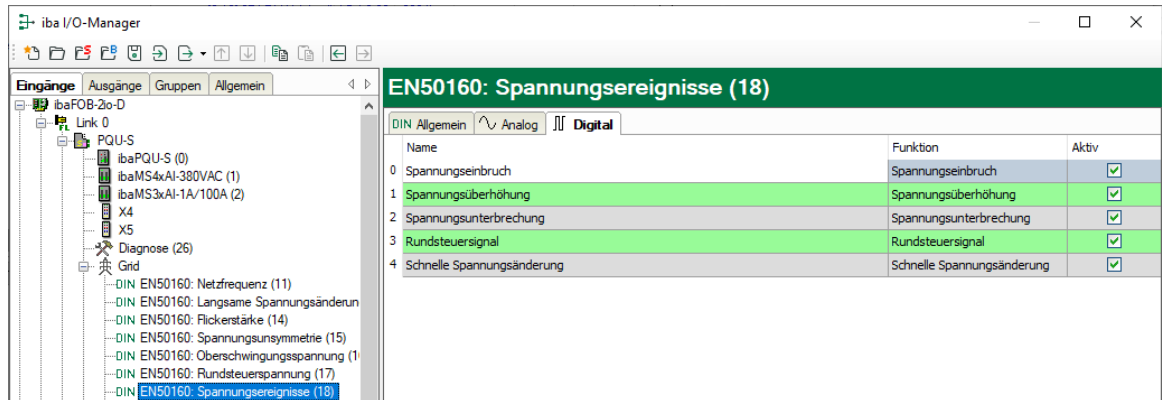 iba I/O-Manager
Eingänge Ausgänge Gruppen Allgemein
ibaFOB-2io-D
Link 0
PQU-S
ibaPQU-S (0)
ibaMS4xAI-380VAC (1)
ibaMS3xAI-1A/100A (2)
X4
X5
Diagnose (26)
Grid
DIN EN50160: Netzfrequenz (11)
DIN EN50160: Langsame Spannungsänderun
DIN EN50160: Flickerstärke (14)
DIN EN50160: Spannungsunsymmetrie (15)
DIN EN50160: Oberschwingungsspannung (1
DIN EN50160: Rundsteuerspannung (17)
DIN EN50160: Spannungsereignisse (18)
EN50160: Spannungsereignisse (18)
DIN Allgemein Analog Digital
Name Funktion Aktiv
0 Spannungseinbruch Spannungseinbruch
1 Spannungsüberhöhung Spannungsüberhöhung
2 Spannungsunterbrechung Spannungsunterbrechung
3 Rundsteuersignal Rundsteuersignal
4 Schnelle Spannungsänderung Schnelle Spannungsänderung